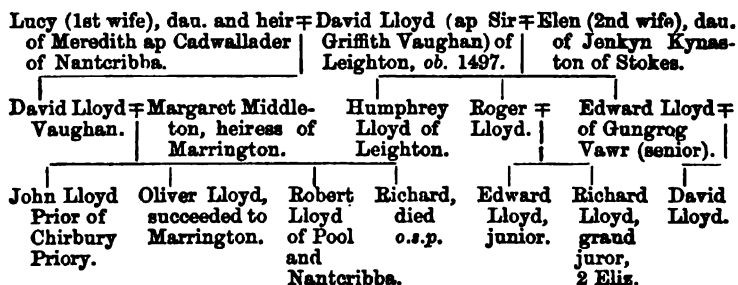 Lucy (1st wife), dau. and heir╤David Lloyd (ap Sir╤Elen (2nd wife), dau.
of Meredith ap Cadwallader Griffith Vaughan) of of Jenkyn Kynas-
of Nantcribba. Leighton, ob. 1497. ton of Stokes.
David Lloyd╤Margaret Middle- Humphrey Roger ╤ Edward Lloyd╤
Vaughan. ton, heiress of Lloyd of Lloyd. of Gungrog
Marrington. Leighton. Vawr (senior).
John Lloyd Oliver Lloyd, Robert Richard, Edward Richard David
Prior of succeeded to Lloyd died Lloyd, Lloyd, Lloyd.
Chirbury Marrington. of Pool o.s.p. junior. grand
Priory. and juror,
Nantcribba. 2 Eliz.